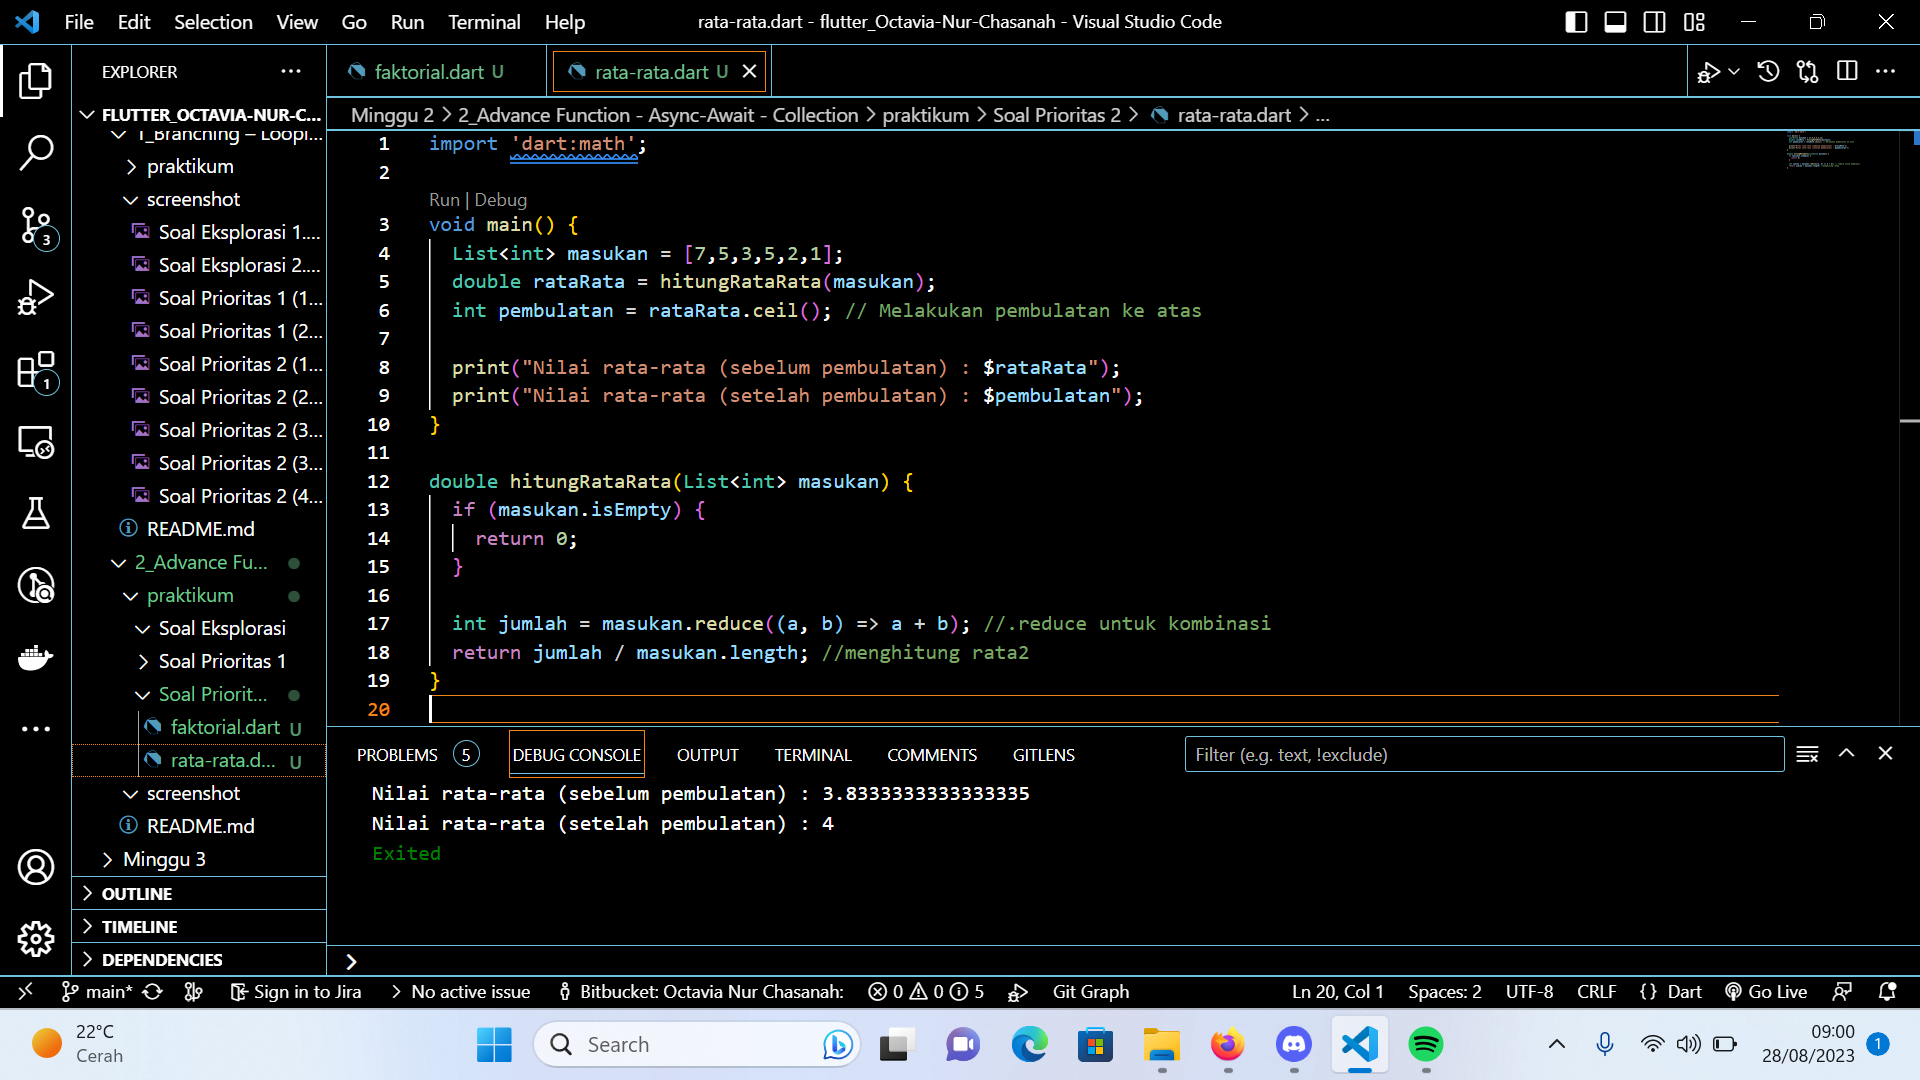 File Edit Selection View Go Run Terminal Help
rata-rata.dart - flutter_Octavia-Nur-Chasanah - Visual Studio Code
EXPLORER
FLUTTER_OCTAVIA-NUR-C...
1_Branching – Loopi...
praktikum
screenshot
Soal Eksplorasi 1....
Soal Eksplorasi 2....
Soal Prioritas 1 (1...
Soal Prioritas 1 (2...
Soal Prioritas 2 (1...
Soal Prioritas 2 (2...
Soal Prioritas 2 (3...
Soal Prioritas 2 (3...
Soal Prioritas 2 (4...
README.md
2_Advance Fu...
praktikum
Soal Eksplorasi
Soal Prioritas 1
Soal Priorit...
faktorial.dart U
rata-rata.d... U
screenshot
README.md
Minggu 3
OUTLINE
TIMELINE
DEPENDENCIES
3
1
faktorial.dart U
rata-rata.dart U
Minggu 2 > 2_Advance Function - Async-Await - Collection > praktikum > Soal Prioritas 2 > rata-rata.dart > ...
1 import 'dart:math';
2
Run | Debug
3 void main() {
4 List<int> masukan = [7,5,3,5,2,1];
5 double rataRata = hitungRataRata(masukan);
6 int pembulatan = rataRata.ceil(); // Melakukan pembulatan ke atas
7
8 print("Nilai rata-rata (sebelum pembulatan) : $rataRata");
9 print("Nilai rata-rata (setelah pembulatan) : $pembulatan");
10 }
11
12 double hitungRataRata(List<int> masukan) {
13 if (masukan.isEmpty) {
14 return 0;
15 }
16
17 int jumlah = masukan.reduce((a, b) => a + b); //.reduce untuk kombinasi
18 return jumlah / masukan.length; //menghitung rata2
19 }
20
PROBLEMS 5 DEBUG CONSOLE OUTPUT TERMINAL COMMENTS GITLENS
Filter (e.g. text, !exclude)
Nilai rata-rata (sebelum pembulatan) : 3.8333333333333335
Nilai rata-rata (setelah pembulatan) : 4
Exited
main* Sign in to Jira No active issue Bitbucket: Octavia Nur Chasanah: 0 0 5 Git Graph Ln 20, Col 1 Spaces: 2 UTF-8 CRLF {} Dart Go Live
22°C
Cerah
Search
09:00
28/08/2023
1